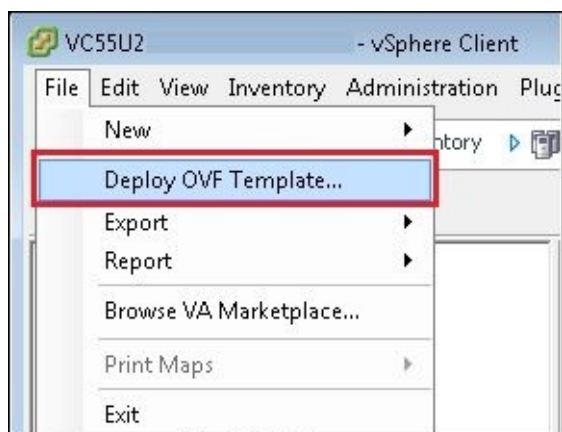 VC55U2 - vSphere Client
File Edit View Inventory Administration
New
ntory
Deploy OVF Template...
Export
Report
Browse VA Marketplace...
Print Maps
Exit